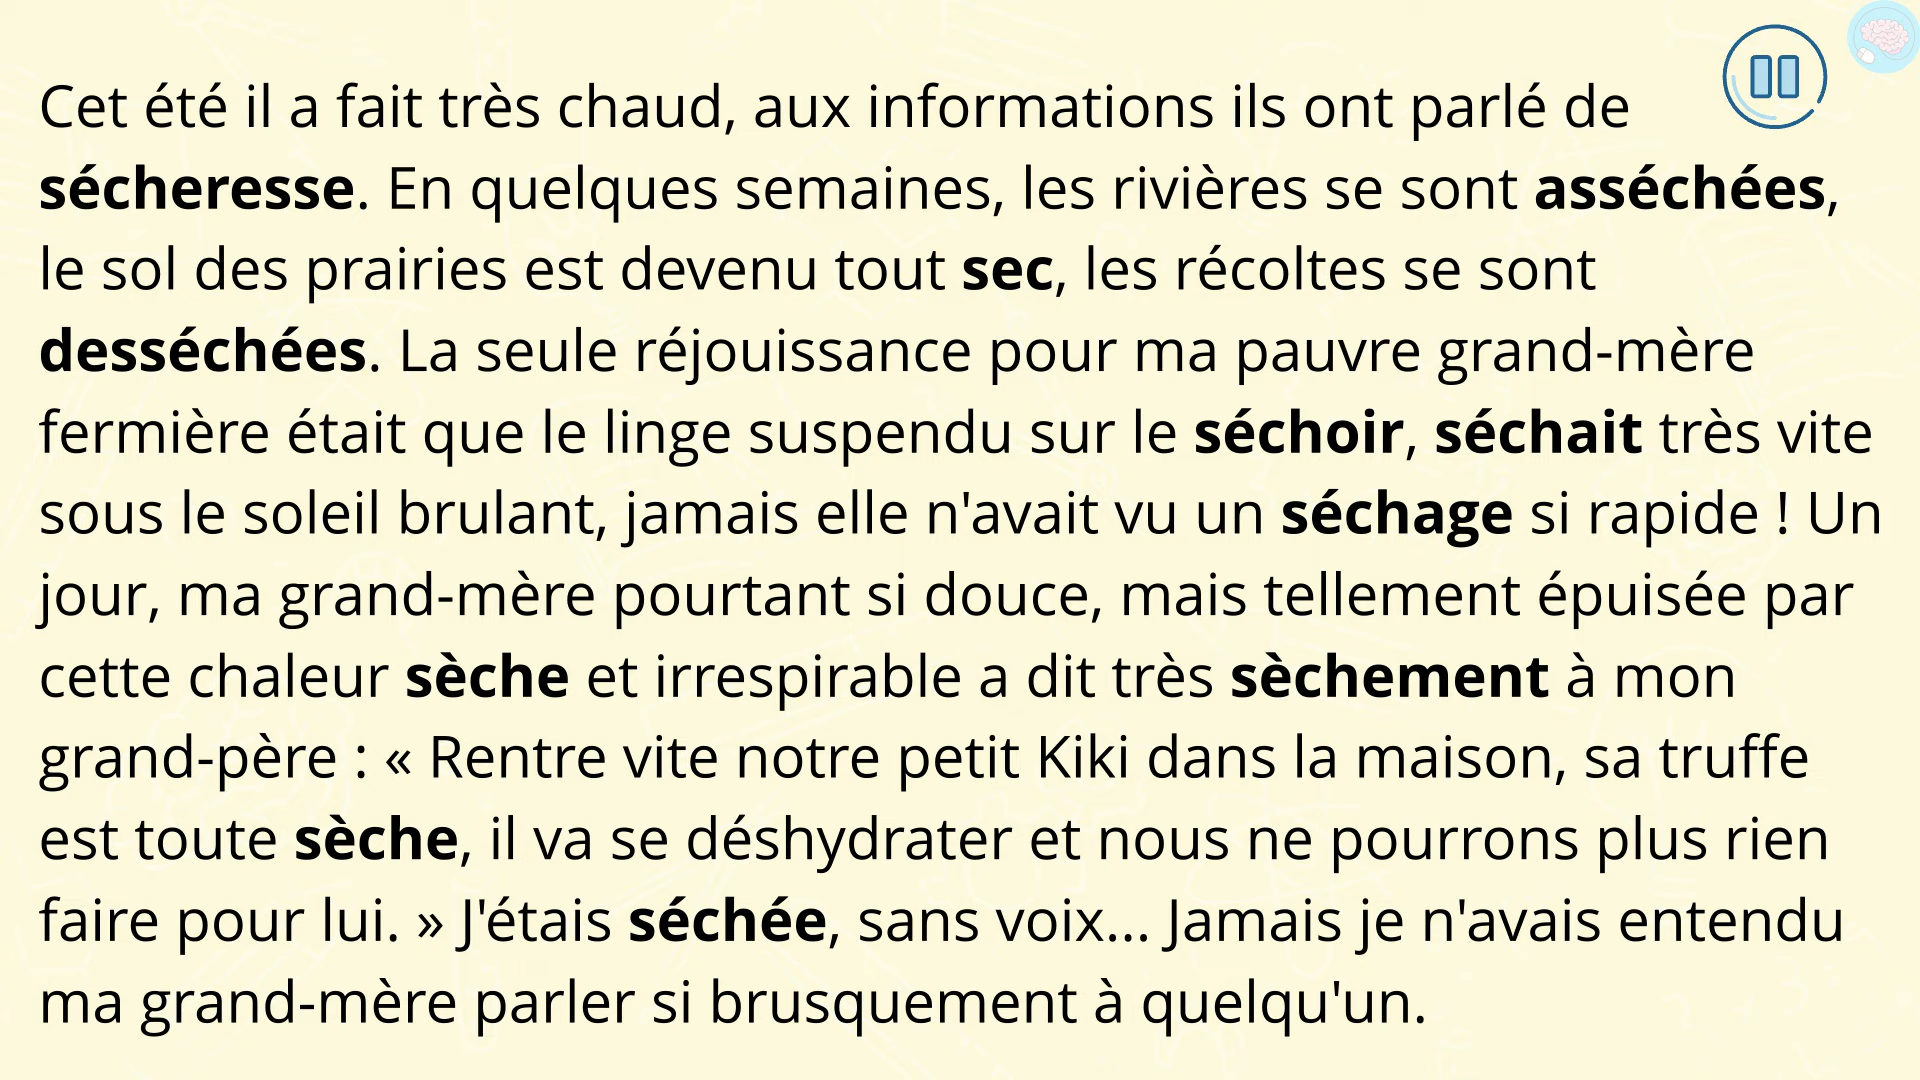 Cet été il a fait très chaud, aux informations ils ont parlé de
sécheresse. En quelques semaines, les rivières se sont asséchées,
le sol des prairies est devenu tout sec, les récoltes se sont
desséchées. La seule réjouissance pour ma pauvre grand-mère
fermière était que le linge suspendu sur le séchoir, séchait très vite
sous le soleil brulant, jamais elle n'avait vu un séchage si rapide ! Un
jour, ma grand-mère pourtant si douce, mais tellement épuisée par
cette chaleur sèche et irrespirable a dit très sèchement à mon
grand-père : « Rentre vite notre petit Kiki dans la maison, sa truffe
est toute sèche, il va se déshydrater et nous ne pourrons plus rien
faire pour lui. » J'étais séchée, sans voix... Jamais je n'avais entendu
ma grand-mère parler si brusquement à quelqu'un.